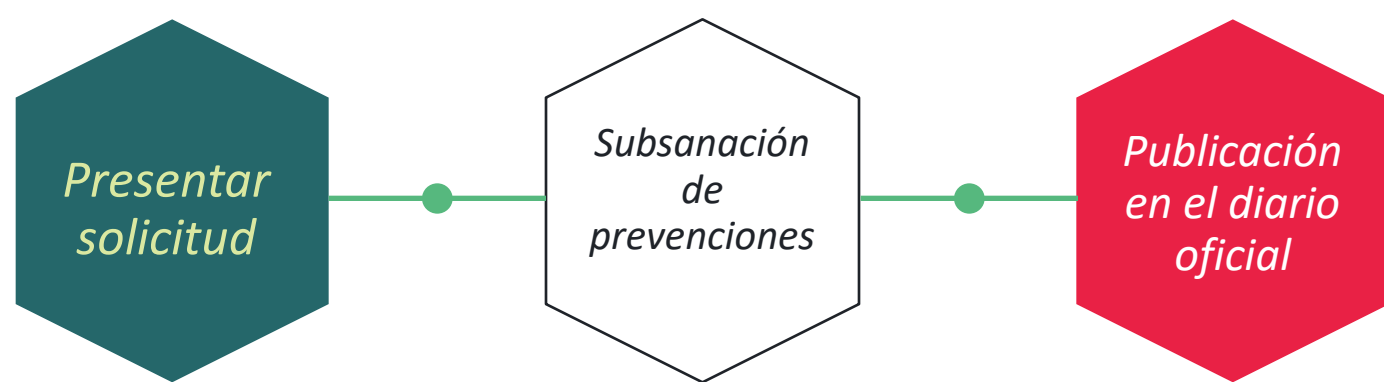 Presentar
solicitud
Subsanación
de
prevenciones
Publicación
en el diario
oficial